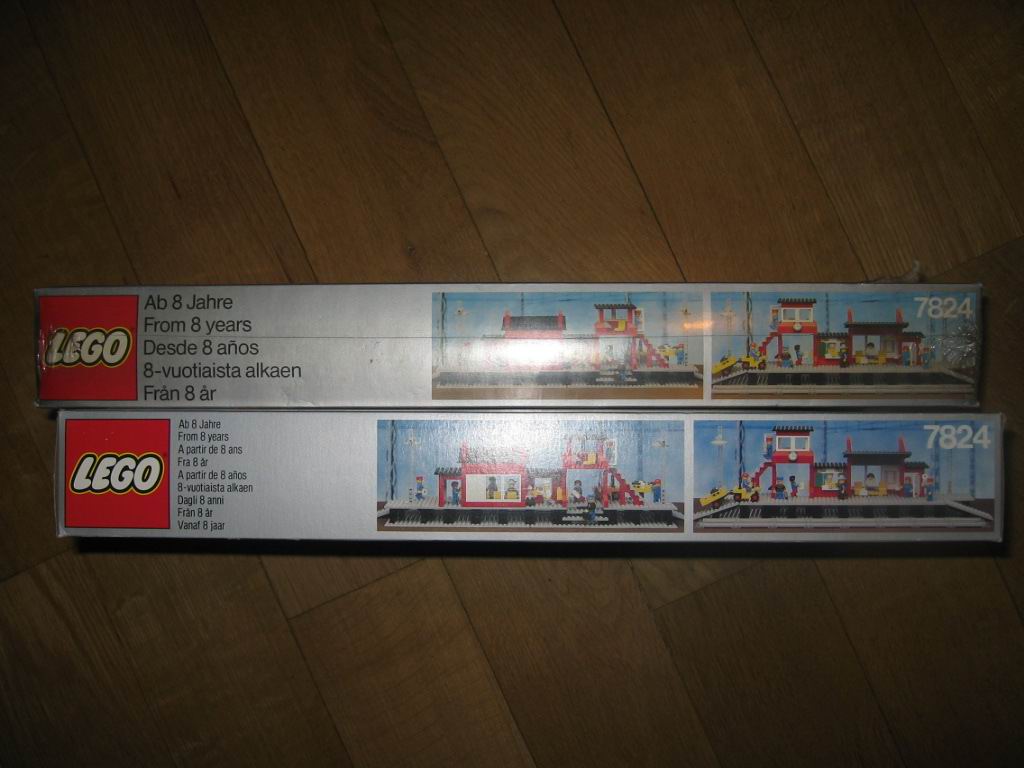 LEGO
Ab 8 Jahre
From 8 years
Desde 8 años
8-vuotiaista alkaen
Från 8 år
7824
LEGO
Ab 8 Jahre
From 8 years
A partir de 8 ans
Fra 8 år
A partir de 8 años
8-vuotiaista alkaen
Dagli 8 anni
Från 8 år
Vanaf 8 jaar
7824